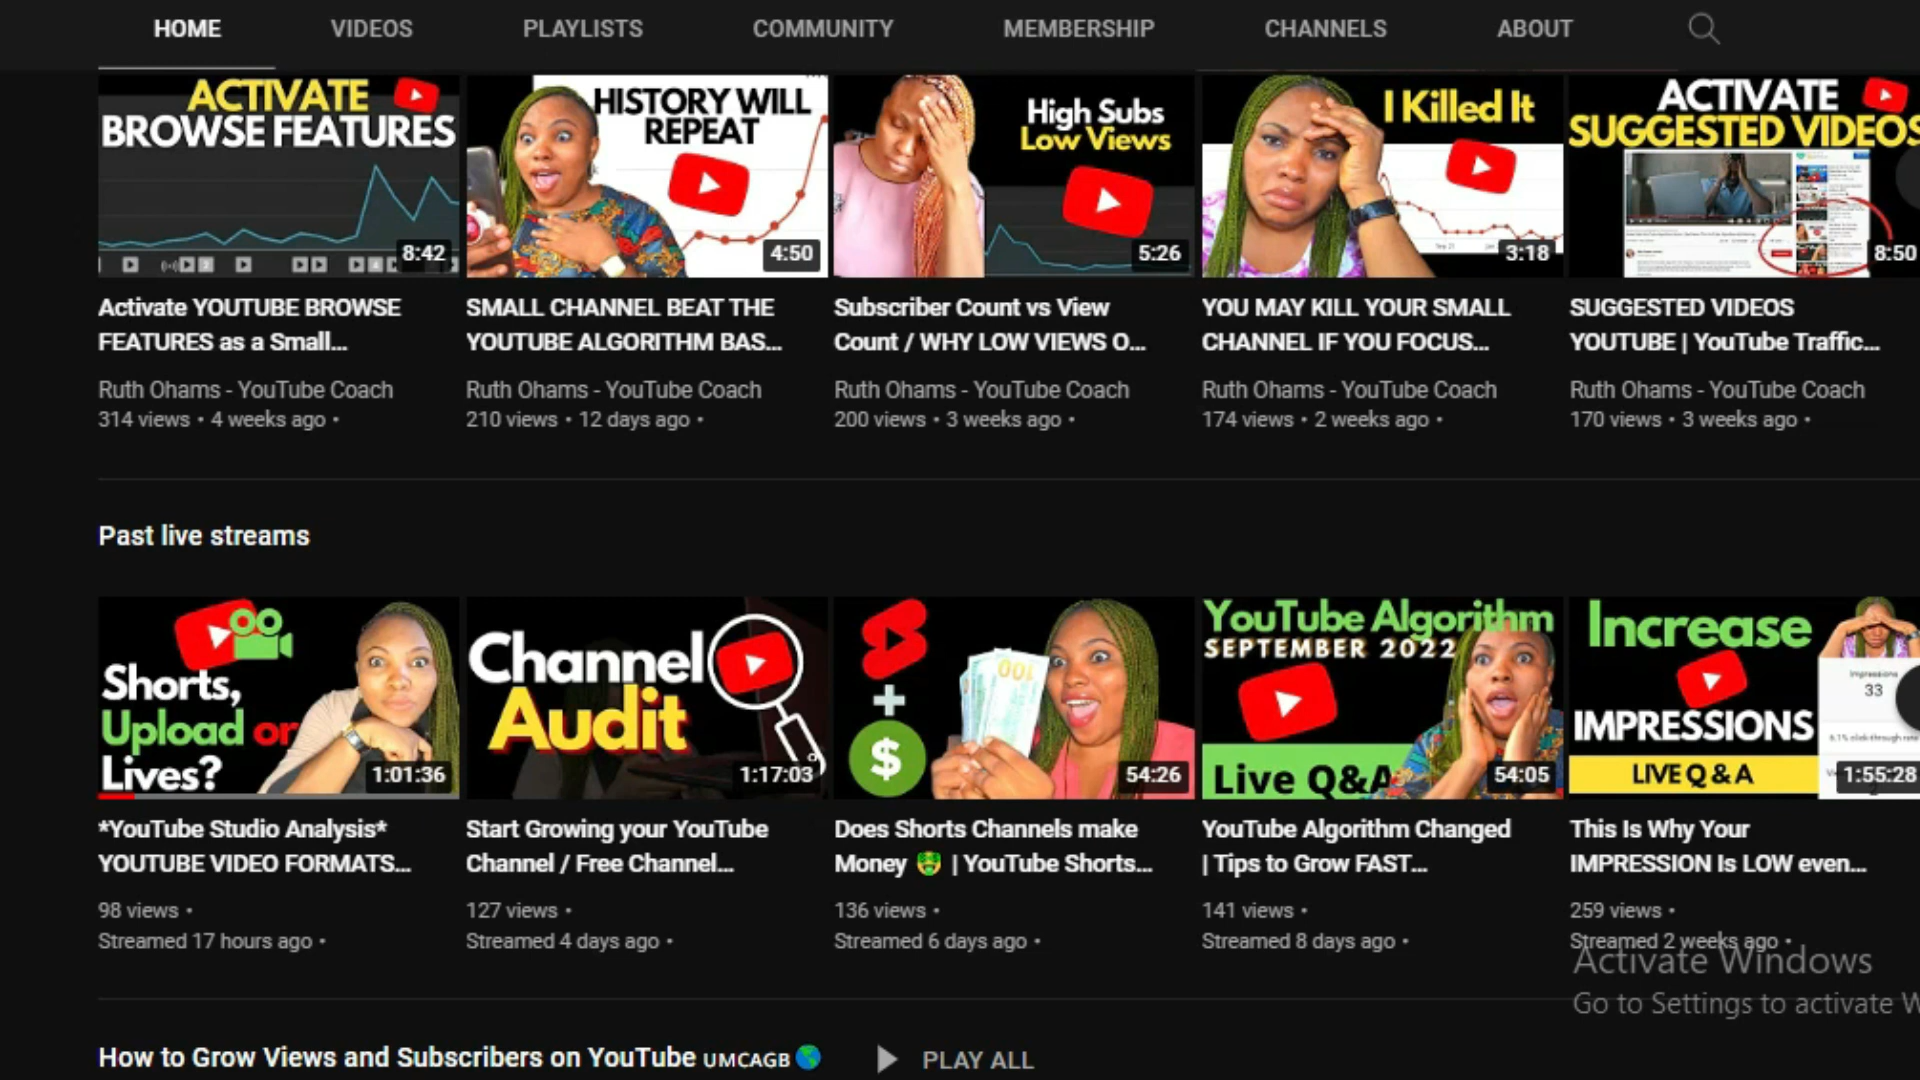 HOME VIDEOS PLAYLISTS COMMUNITY MEMBERSHIP CHANNELS ABOUT
ACTIVATE
BROWSE FEATURES
8:42
HISTORY WILL
REPEAT
4:50
High Subs
Low Views
5:26
I Killed It
3:18
ACTIVATE
SUGGESTED VIDEOS
8:50
Activate YOUTUBE BROWSE
FEATURES as a Small...
Ruth Ohams - YouTube Coach
314 views • 4 weeks ago •
SMALL CHANNEL BEAT THE
YOUTUBE ALGORITHM BAS...
Ruth Ohams - YouTube Coach
210 views • 12 days ago •
Subscriber Count vs View
Count / WHY LOW VIEWS O...
Ruth Ohams - YouTube Coach
200 views • 3 weeks ago •
YOU MAY KILL YOUR SMALL
CHANNEL IF YOU FOCUS...
Ruth Ohams - YouTube Coach
174 views • 2 weeks ago •
SUGGESTED VIDEOS
YOUTUBE | YouTube Traffic...
Ruth Ohams - YouTube Coach
170 views • 3 weeks ago •
Past live streams
Shorts,
Upload or
Lives?
1:01:36
Channel
Audit
1:17:03
+
$
100
54:26
YouTube Algorithm
SEPTEMBER 2022
Live Q&A
54:05
Increase
IMPRESSIONS
LIVE Q & A
Impressions
33
1:55:28
*YouTube Studio Analysis*
YOUTUBE VIDEO FORMATS...
98 views •
Streamed 17 hours ago •
Start Growing your YouTube
Channel / Free Channel...
127 views •
Streamed 4 days ago •
Does Shorts Channels make
Money 🤑 | YouTube Shorts...
136 views •
Streamed 6 days ago •
YouTube Algorithm Changed
| Tips to Grow FAST...
141 views •
Streamed 8 days ago •
This Is Why Your
IMPRESSION Is LOW even...
259 views •
Streamed 2 weeks ago •
Activate Windows
Go to Settings to activate W
How to Grow Views and Subscribers on YouTube UMCAGB🌎 PLAY ALL